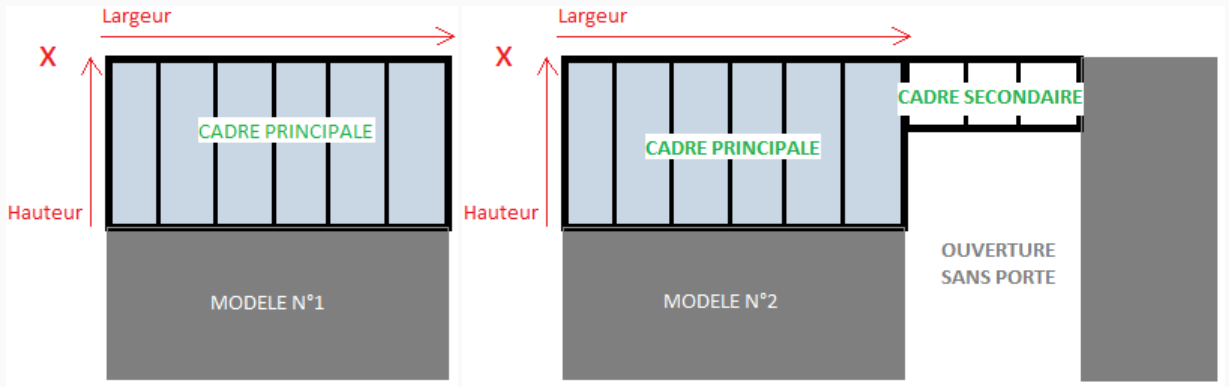 Largeur
X
CADRE PRINCIPALE
Hauteur
MODELE N°1
Largeur
X
CADRE SECONDAIRE
CADRE PRINCIPALE
Hauteur
OUVERTURE
SANS PORTE
MODELE N°2